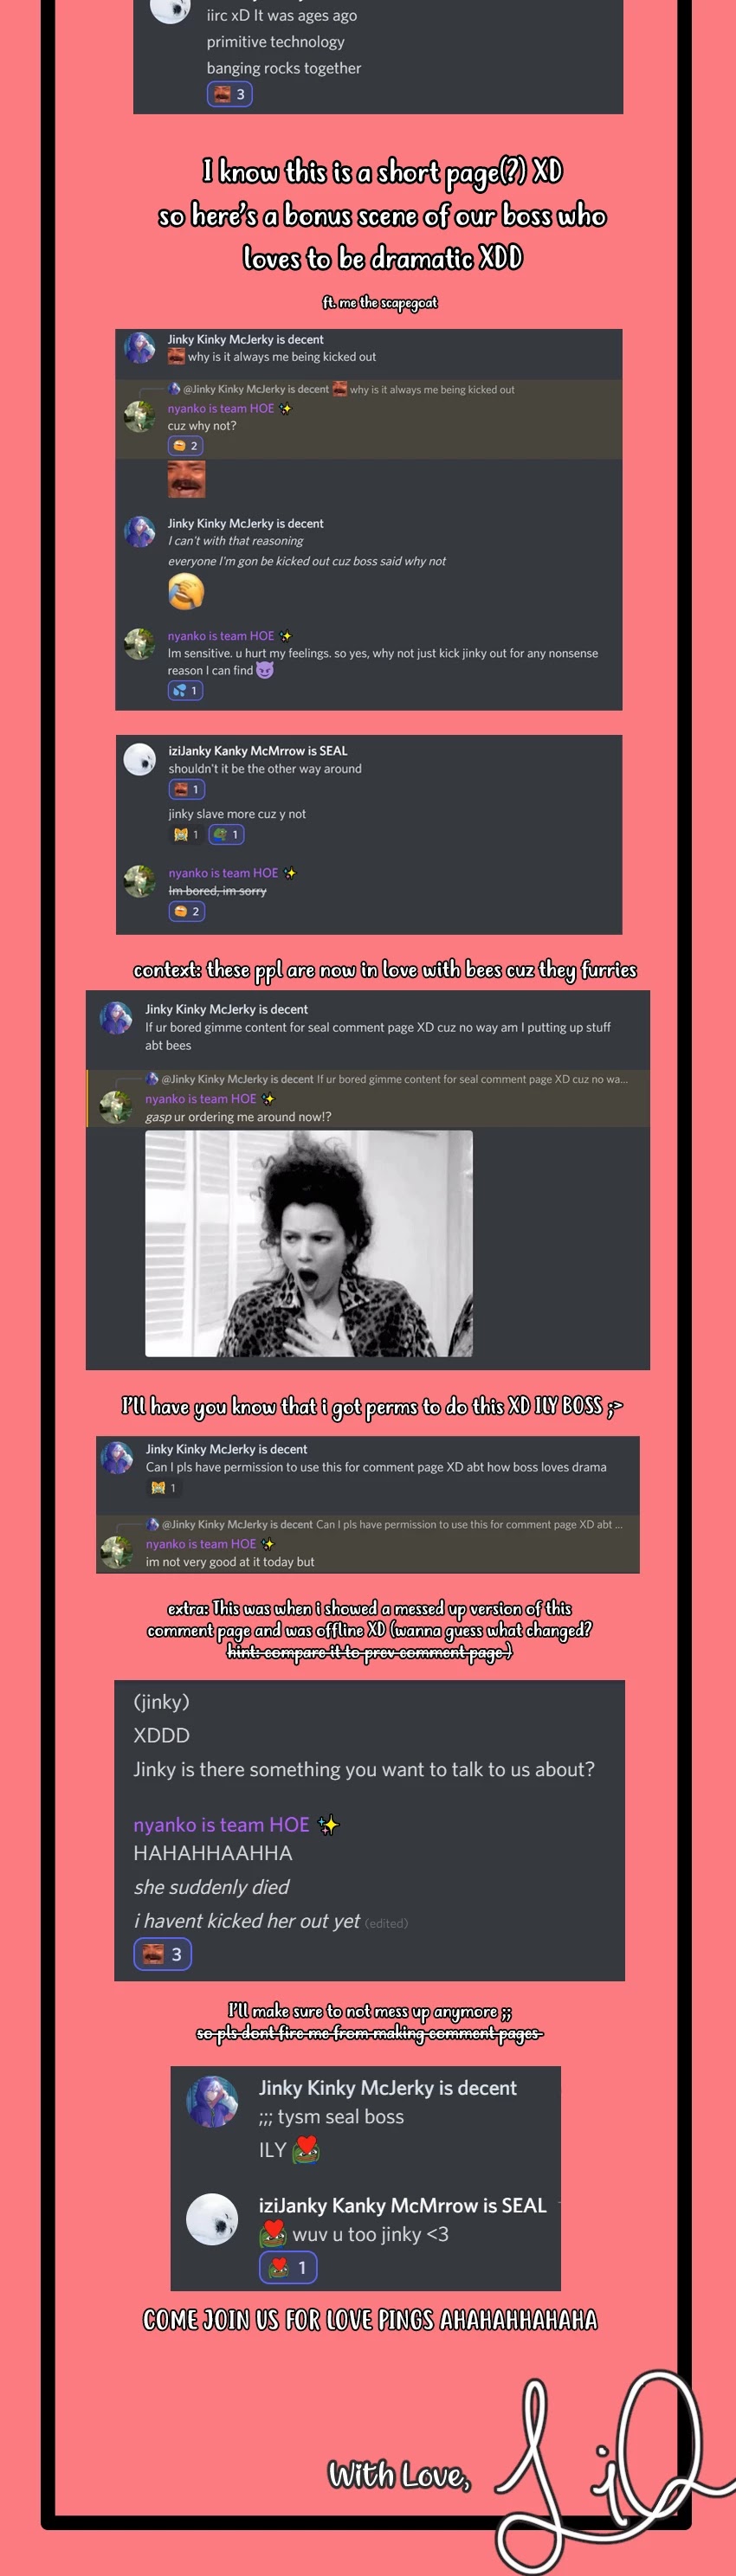 iirc xD It was ages ago
primitive technology
banging rocks together
3
I know this is a short page(?) XD
so here's a bonus scene of our boss who
loves to be dramatic XDD
ft. me the scapegoat
Jinky Kinky McJerky is decent
why is it always me being kicked out
@Jinky Kinky McJerky is decent why is it always me being kicked out
nyanko is team HOE ✨
cuz why not?
2
Jinky Kinky McJerky is decent
I can't with that reasoning
everyone I'm gon be kicked out cuz boss said why not
nyanko is team HOE ✨
Im sensitive. u hurt my feelings. so yes, why not just kick jinky out for any nonsense
reason I can find 😈
1
iziJanky Kanky McMrrow is SEAL
shouldn't it be the other way around
1
jinky slave more cuz y not
1 1
nyanko is team HOE ✨
Im bored, im sorry
2
context: these ppl are now in love with bees cuz they furries
Jinky Kinky McJerky is decent
If ur bored gimme content for seal comment page XD cuz no way am I putting up stuff
abt bees
@Jinky Kinky McJerky is decent If ur bored gimme content for seal comment page XD cuz no wa...
nyanko is team HOE ✨
gasp ur ordering me around now!?
I'll have you know that i got perms to do this XD ILY BOSS ;>
Jinky Kinky McJerky is decent
Can I pls have permission to use this for comment page XD abt how boss loves drama
1
@Jinky Kinky McJerky is decent Can I pls have permission to use this for comment page XD abt ...
nyanko is team HOE ✨
im not very good at it today but
extra: This was when i showed a messed up version of this
comment page and was offline XD (wanna guess what changed?
hint: compare it to prev comment page )
(jinky)
XDDD
Jinky is there something you want to talk to us about?
nyanko is team HOE ✨
HAHAHHAAHHA
she suddenly died
i havent kicked her out yet (edited)
3
I'll make sure to not mess up anymore ;;
so pls dont fire me from making comment pages-
Jinky Kinky McJerky is decent
;;; tysm seal boss
ILY
iziJanky Kanky McMrrow is SEAL
wuv u too jinky <3
1
COME JOIN US FOR LOVE PINGS AHAHAHHAHAHA
With Love,